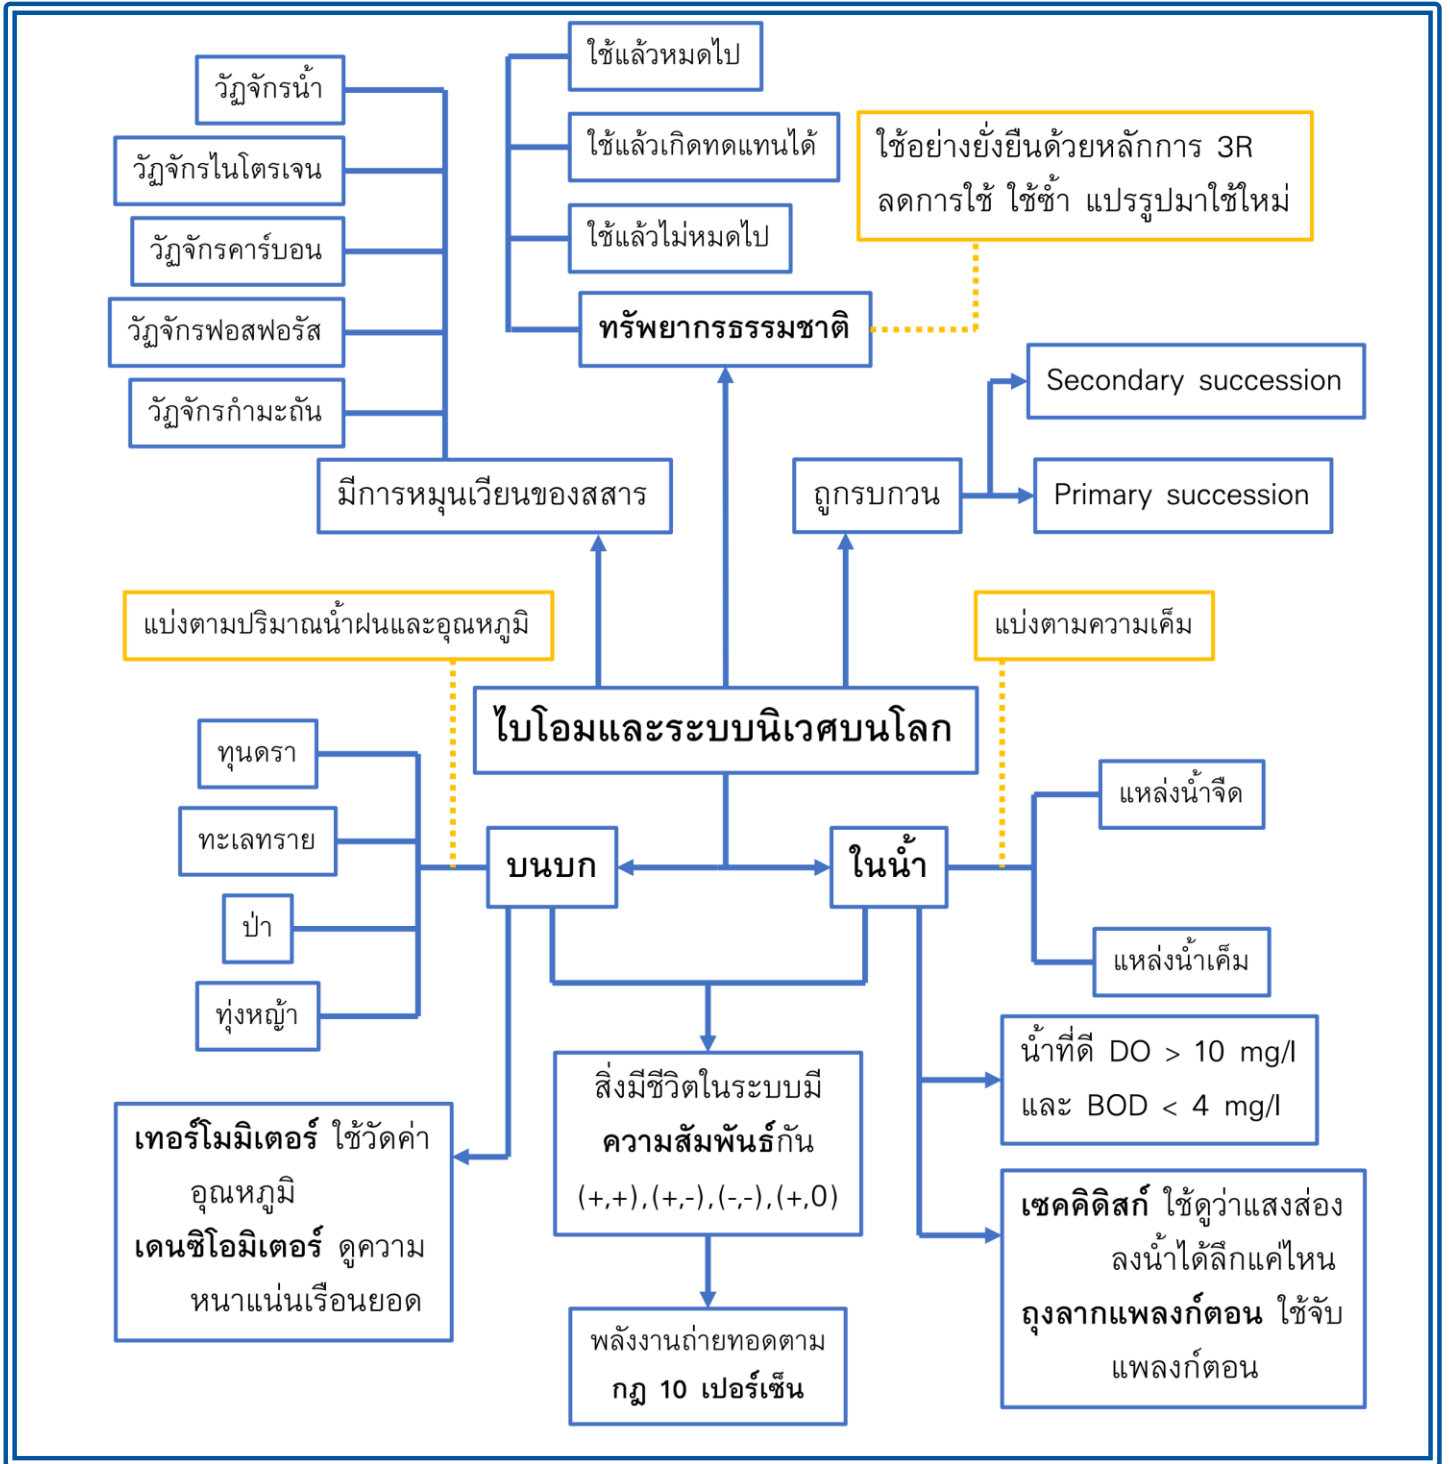 ใช้แล้วหมดไป
วัฏจักรน้ำ
ใช้แล้วเกิดทดแทนได้
ใช้อย่างยั่งยืนด้วยหลักการ 3R
ลดการใช้ ใช้ซ้ำ แปรรูปมาใช้ใหม่
วัฏจักรไนโตรเจน
ใช้แล้วไม่หมดไป
วัฏจักรคาร์บอน
วัฏจักรฟอสฟอรัส
ทรัพยากรธรรมชาติ
Secondary succession
วัฏจักรกำมะถัน
มีการหมุนเวียนของสสาร
ถูกรบกวน
Primary succession
แบ่งตามปริมาณน้ำฝนและอุณหภูมิ
แบ่งตามความเค็ม
ไบโอมและระบบนิเวศบนโลก
ทุนดรา
แหล่งน้ำจืด
ทะเลทราย
บนบก
ในน้ำ
ป่า
แหล่งน้ำเค็ม
ทุ่งหญ้า
น้ำที่ดี DO > 10 mg/l
และ BOD < 4 mg/l
สิ่งมีชีวิตในระบบมี
ความสัมพันธ์กัน
(+,+),(+,-),(-,-),(+,0)
เทอร์โมมิเตอร์ ใช้วัดค่า
อุณหภูมิ
เดนซิโอมิเตอร์ ดูความ
หนาแน่นเรือนยอด
เซคคิดิสก์ ใช้ดูว่าแสงส่อง
ลงน้ำได้ลึกแค่ไหน
ถุงลากแพลงก์ตอน ใช้จับ
แพลงก์ตอน
พลังงานถ่ายทอดตาม
กฎ 10 เปอร์เซ็น